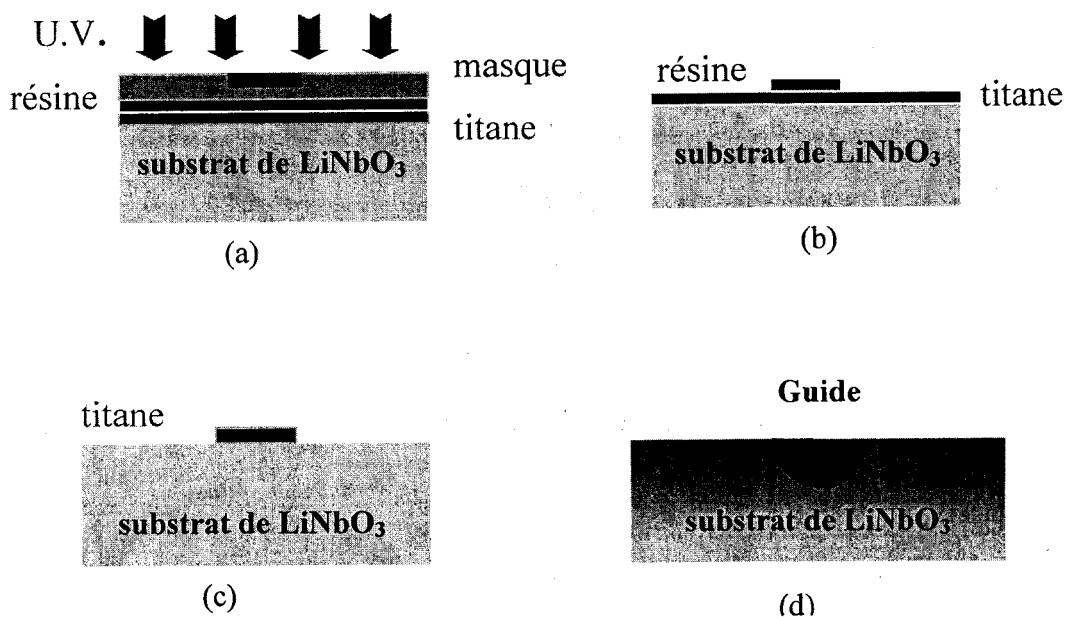 U.V.
masque
résine
titane
substrat de LiNbO₃
(a)
résine
titane
substrat de LiNbO₃
(b)
titane
substrat de LiNbO₃
(c)
Guide
substrat de LiNbO₃
(d)